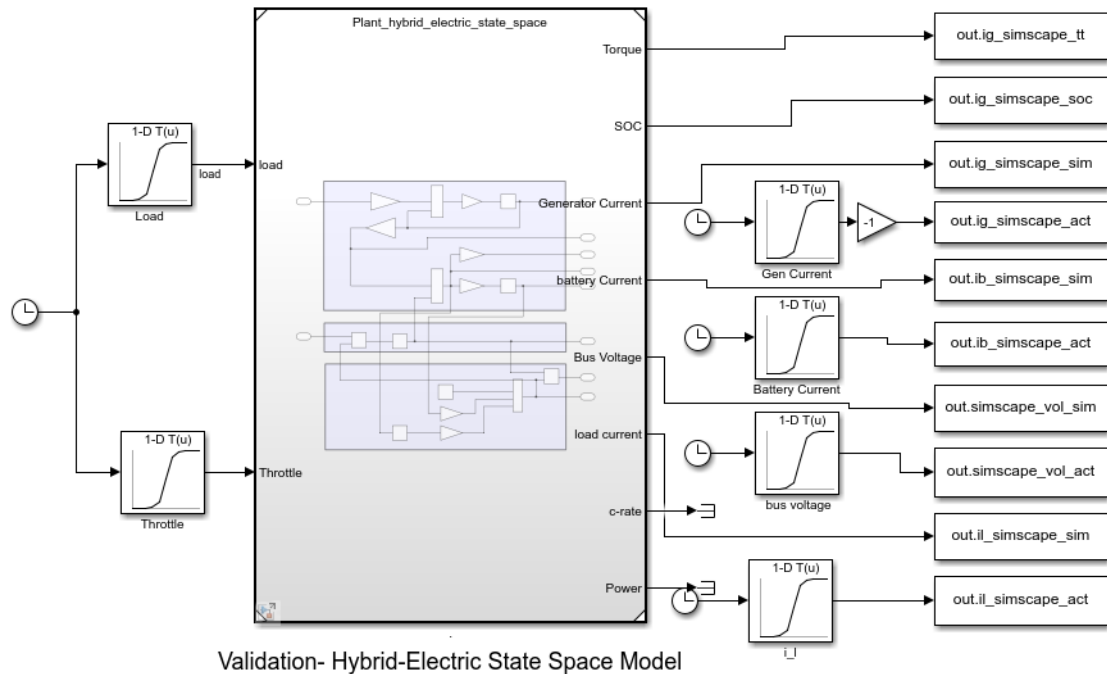 Plant_hybrid_electric_state_space
Torque
out.ig_simscape_tt
SOC
out.ig_simscape_soc
1-D T(u)
load
Load
load
Generator Current
out.ig_simscape_sim
1-D T(u)
-1
Gen Current
out.ig_simscape_act
battery Current
out.ib_simscape_sim
1-D T(u)
Battery Current
out.ib_simscape_act
Bus Voltage
out.simscape_vol_sim
1-D T(u)
bus voltage
out.simscape_vol_act
load current
out.il_simscape_sim
1-D T(u)
Throttle
Throttle
c-rate
Power
1-D T(u)
i_l
out.il_simscape_act
Validation- Hybrid-Electric State Space Model